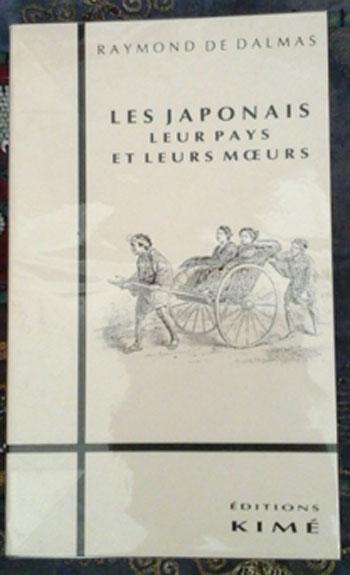 RAYMOND DE DALMAS
LES JAPONAIS
LEUR PAYS
ET LEURS MŒURS
ÉDITIONS
KIMÉ